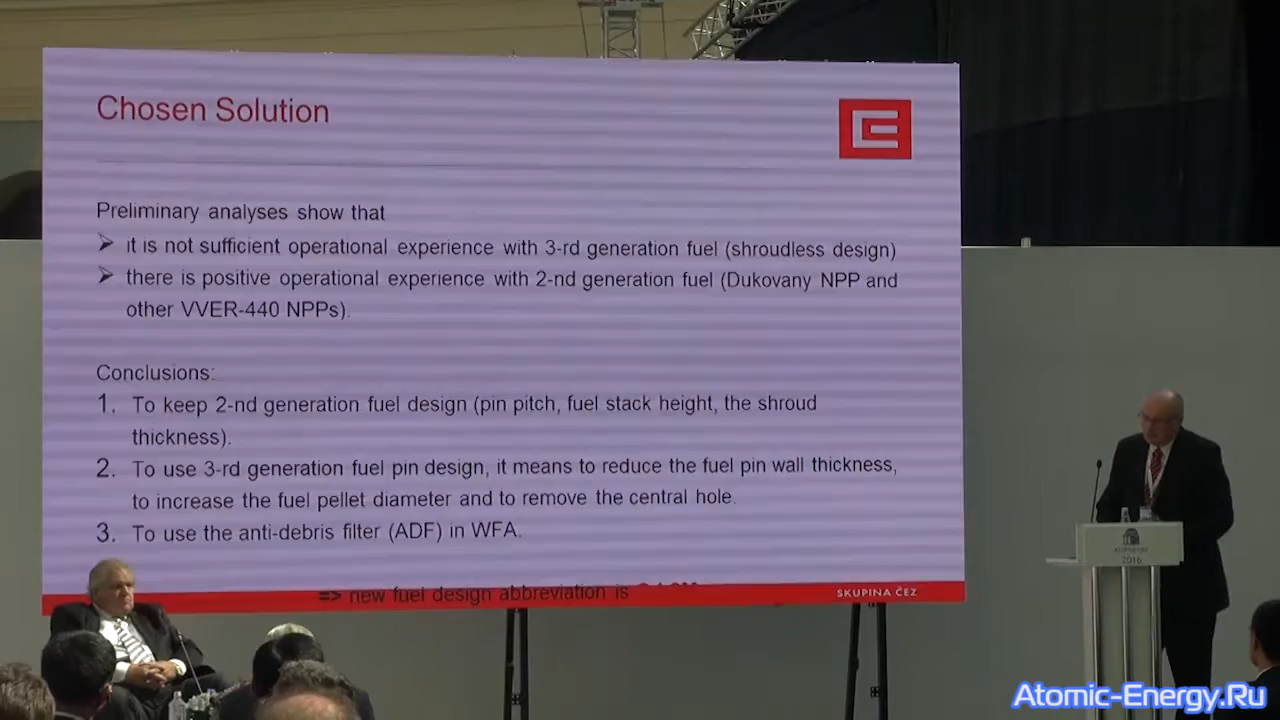 Chosen Solution
Preliminary analyses show that
➢ it is not sufficient operational experience with 3-rd generation fuel (shroudless design)
➢ there is positive operational experience with 2-nd generation fuel (Dukovany NPP and
other VVER-440 NPPs).
Conclusions:
1. To keep 2-nd generation fuel design (pin pitch, fuel stack height, the shroud
thickness).
2. To use 3-rd generation fuel pin design, it means to reduce the fuel pin wall thickness,
to increase the fuel pellet diameter and to remove the central hole.
3. To use the anti-debris filter (ADF) in WFA.
=> new fuel design abbreviation is
SKUPINA ČEZ
2016
Atomic-Energy.Ru